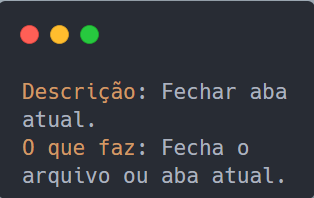 Descrição: Fechar aba
atual.
O que faz: Fecha o
arquivo ou aba atual.